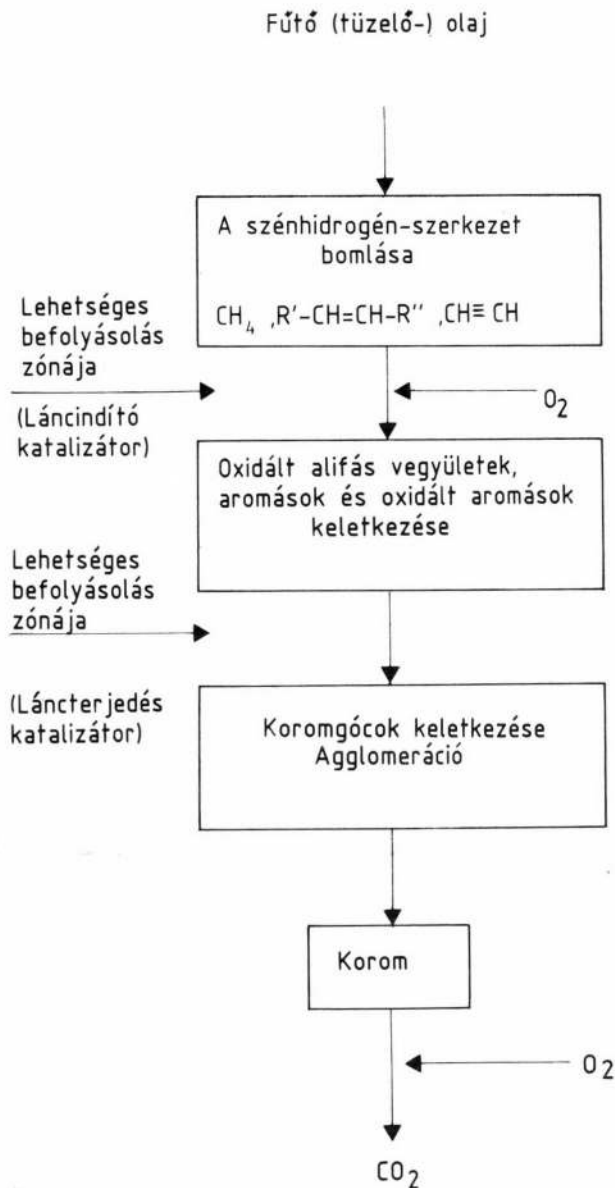 Fűtő (tüzelő-) olaj
A szénhidrogén-szerkezet
bomlása
CH₄ ,R'-CH=CH-R'' ,CH≡CH
Lehetséges
befolyásolás
zónája
(Láncindító
katalizátor)
O₂
Oxidált alifás vegyületek,
aromások és oxidált aromások
keletkezése
Lehetséges
befolyásolás
zónája
(Láncterjedés
katalizátor)
Koromgócok keletkezése
Agglomeráció
Korom
O₂
CO₂